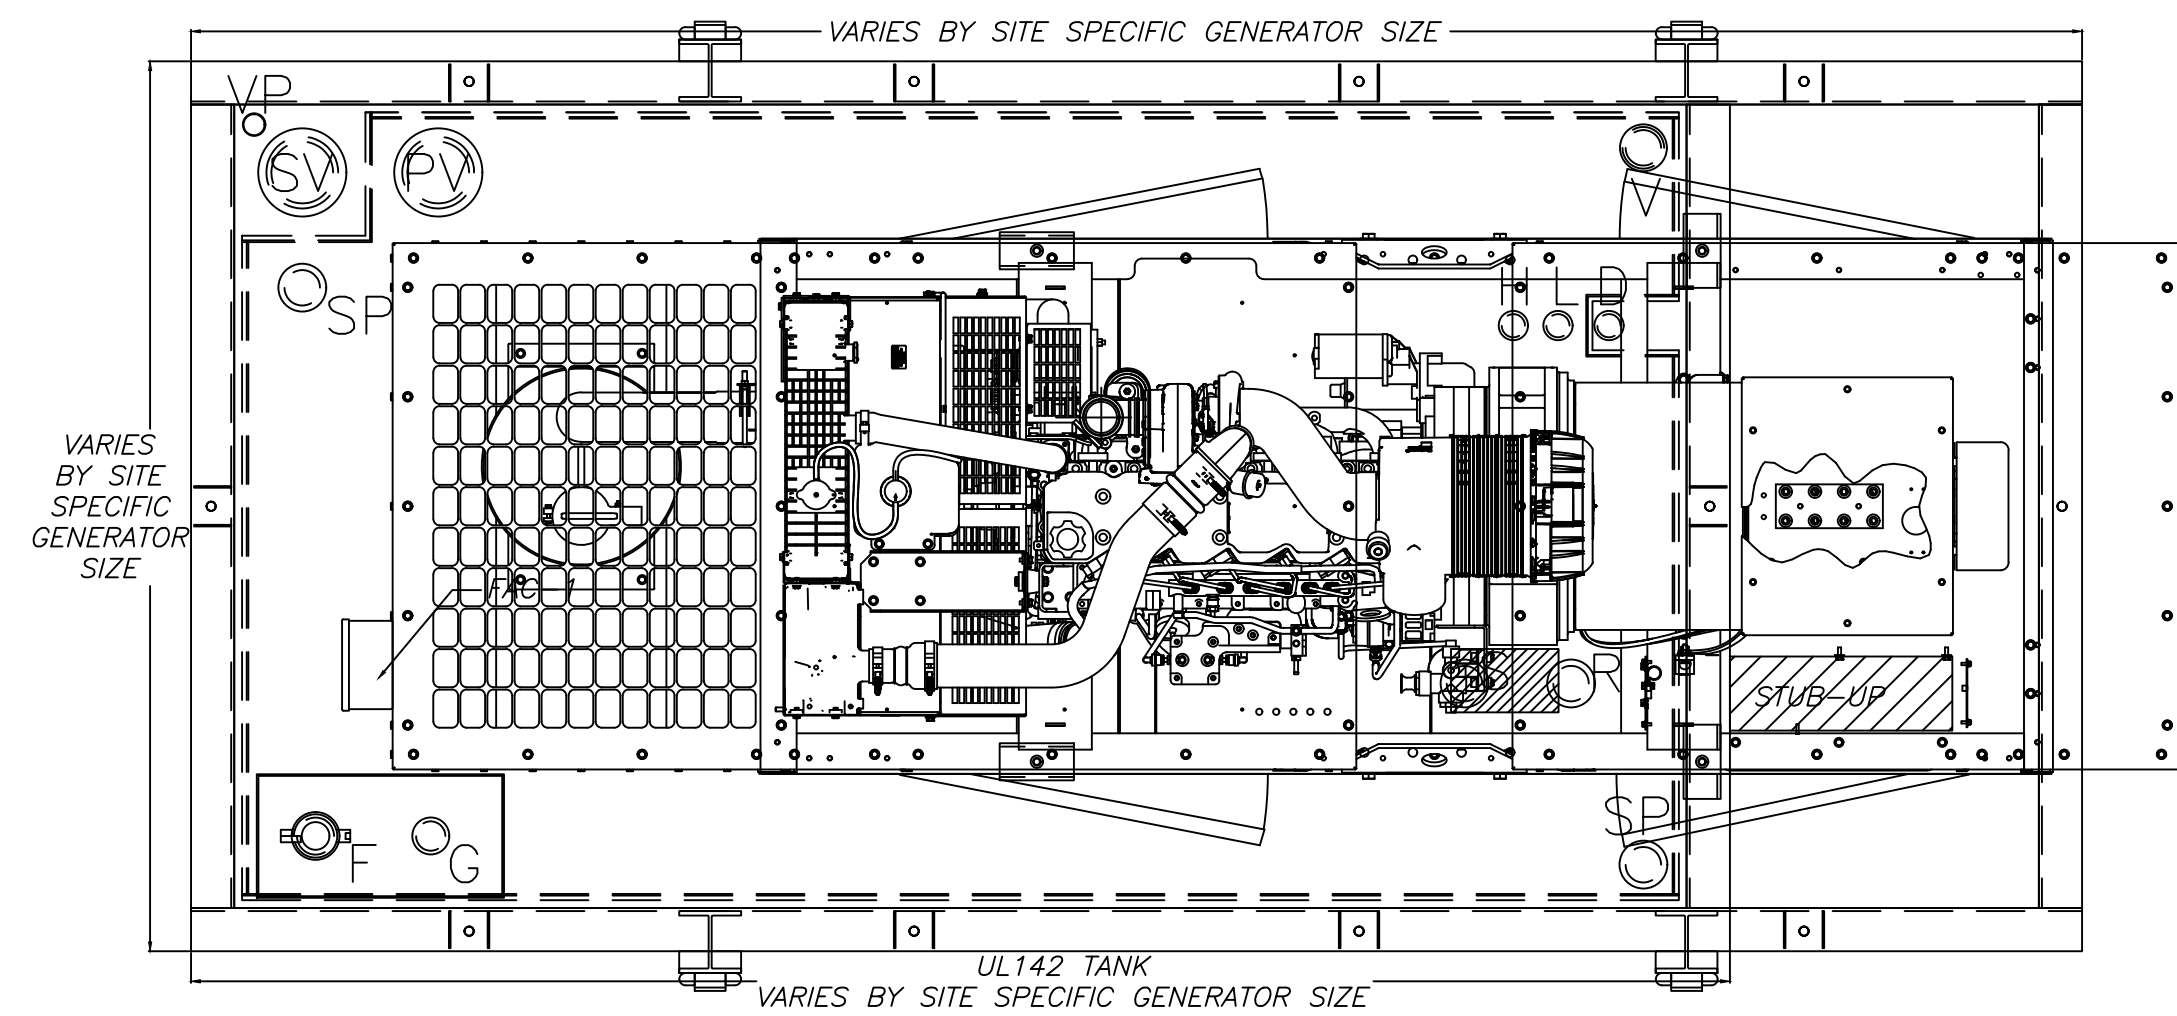 VARIES BY SITE SPECIFIC GENERATOR SIZE
VP
SV
PV
V
SP
H L D
VARIES
BY SITE
SPECIFIC
GENERATOR
SIZE
FAC-1
R
STUB-UP
1
SP
F
G
UL142 TANK
VARIES BY SITE SPECIFIC GENERATOR SIZE